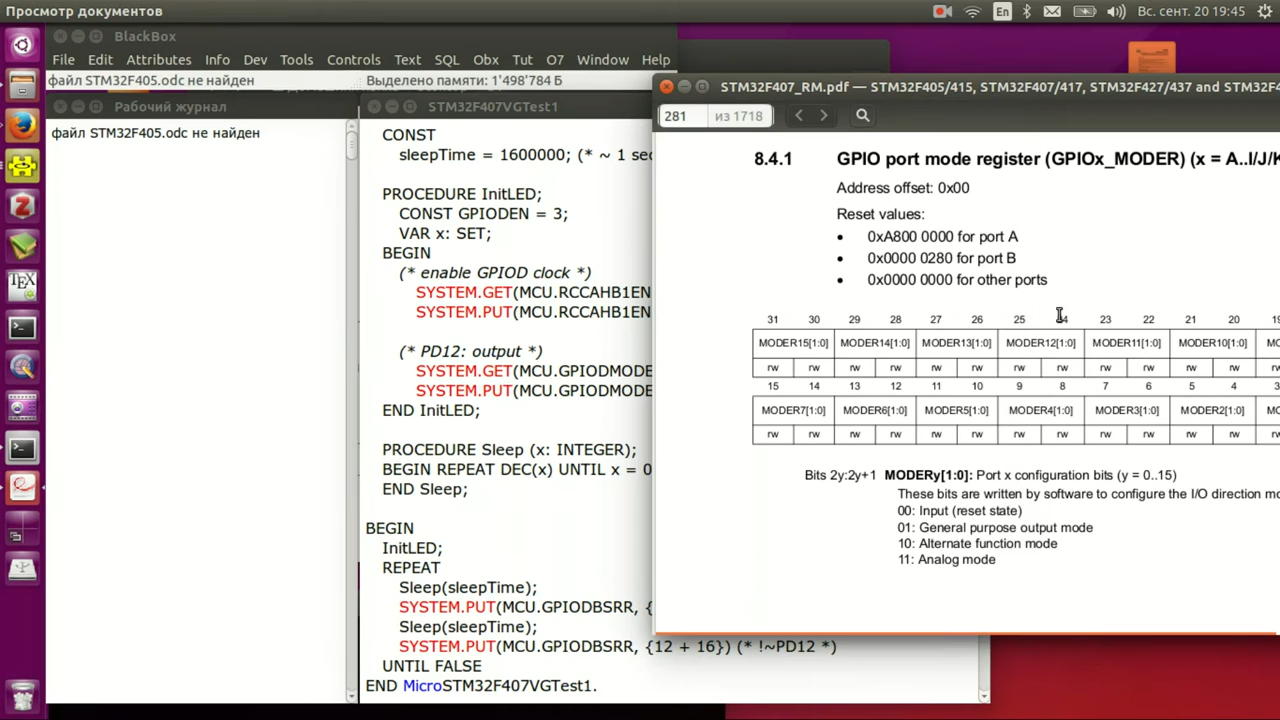 Просмотр документов
En
Вс. сент. 20 19:45
BlackBox
File Edit Attributes Info Dev Tools Controls Text SQL Obx Tut O7 Window Help
файл STM32F405.odc не найден
Выделено памяти: 1'498'784 Б
Рабочий журнал
файл STM32F405.odc не найден
STM32F407VGTest1
CONST
sleepTime = 1600000; (* ~ 1 sec
PROCEDURE InitLED;
CONST GPIODEN = 3;
VAR x: SET;
BEGIN
(* enable GPIOD clock *)
SYSTEM.GET(MCU.RCCAHB1EN
SYSTEM.PUT(MCU.RCCAHB1EN
(* PD12: output *)
SYSTEM.GET(MCU.GPIODMODE
SYSTEM.PUT(MCU.GPIODMODE
END InitLED;
PROCEDURE Sleep (x: INTEGER);
BEGIN REPEAT DEC(x) UNTIL x = 0
END Sleep;
BEGIN
InitLED;
REPEAT
Sleep(sleepTime);
SYSTEM.PUT(MCU.GPIODBSRR, {
Sleep(sleepTime);
SYSTEM.PUT(MCU.GPIODBSRR, {12 + 16}) (* !~PD12 *)
UNTIL FALSE
END MicroSTM32F407VGTest1.
STM32F407_RM.pdf — STM32F405/415, STM32F407/417, STM32F427/437 and STM32F4
281 из 1718
8.4.1 GPIO port mode register (GPIOx_MODER) (x = A..I/J/K
Address offset: 0x00
Reset values:
• 0xA800 0000 for port A
• 0x0000 0280 for port B
• 0x0000 0000 for other ports
31 30 29 28 27 26 25 24 23 22 21 20 19
MODER15[1:0] MODER14[1:0] MODER13[1:0] MODER12[1:0] MODER11[1:0] MODER10[1:0] MO
rw rw rw rw rw rw rw rw rw rw rw rw rw
15 14 13 12 11 10 9 8 7 6 5 4 3
MODER7[1:0] MODER6[1:0] MODER5[1:0] MODER4[1:0] MODER3[1:0] MODER2[1:0] MO
rw rw rw rw rw rw rw rw rw rw rw rw rw
Bits 2y:2y+1 MODERy[1:0]: Port x configuration bits (y = 0..15)
These bits are written by software to configure the I/O direction mo
00: Input (reset state)
01: General purpose output mode
10: Alternate function mode
11: Analog mode